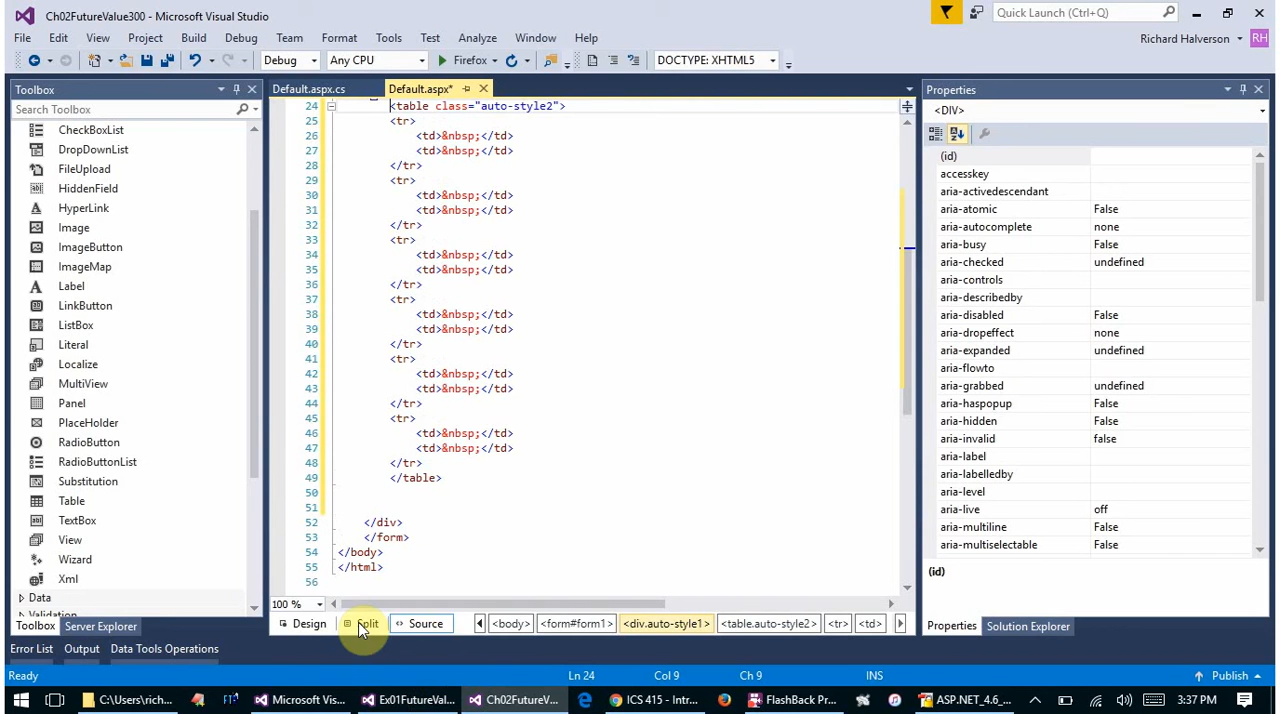 Ch02FutureValue300 - Microsoft Visual Studio
Quick Launch (Ctrl+Q)
File Edit View Project Build Debug Team Format Tools Test Analyze Window Help
Richard Halverson RH
Debug Any CPU Firefox DOCTYPE: XHTML5
Toolbox
Search Toolbox
CheckBoxList
DropDownList
FileUpload
HiddenField
HyperLink
Image
ImageButton
ImageMap
Label
LinkButton
ListBox
Literal
Localize
MultiView
Panel
PlaceHolder
RadioButton
RadioButtonList
Substitution
Table
TextBox
View
Wizard
Xml
Data
Validation
Toolbox Server Explorer
Default.aspx.cs Default.aspx*
24 <table class="auto-style2">
25 <tr>
26 <td>&nbsp;</td>
27 <td>&nbsp;</td>
28 </tr>
29 <tr>
30 <td>&nbsp;</td>
31 <td>&nbsp;</td>
32 </tr>
33 <tr>
34 <td>&nbsp;</td>
35 <td>&nbsp;</td>
36 </tr>
37 <tr>
38 <td>&nbsp;</td>
39 <td>&nbsp;</td>
40 </tr>
41 <tr>
42 <td>&nbsp;</td>
43 <td>&nbsp;</td>
44 </tr>
45 <tr>
46 <td>&nbsp;</td>
47 <td>&nbsp;</td>
48 </tr>
49 </table>
50
51
52 </div>
53 </form>
54 </body>
55 </html>
56
100 %
Design Split Source <body> <form#form1> <div.auto-style1> <table.auto-style2> <tr> <td>
Properties
<DIV>
(id)
accesskey
aria-activedescendant
aria-atomic False
aria-autocomplete none
aria-busy False
aria-checked undefined
aria-controls
aria-describedby
aria-disabled False
aria-dropeffect none
aria-expanded undefined
aria-flowto
aria-grabbed undefined
aria-haspopup False
aria-hidden False
aria-invalid false
aria-label
aria-labelledby
aria-level
aria-live off
aria-multiline False
aria-multiselectable False
(id)
Properties Solution Explorer
Error List Output Data Tools Operations
Ready Ln 24 Col 9 Ch 9 INS Publish
C:\Users\rich... Microsoft Vis... Ex01FutureVal... Ch02FutureV... ICS 415 - Intr... FlashBack Pr... ASP.NET_4.6_... 3:37 PM